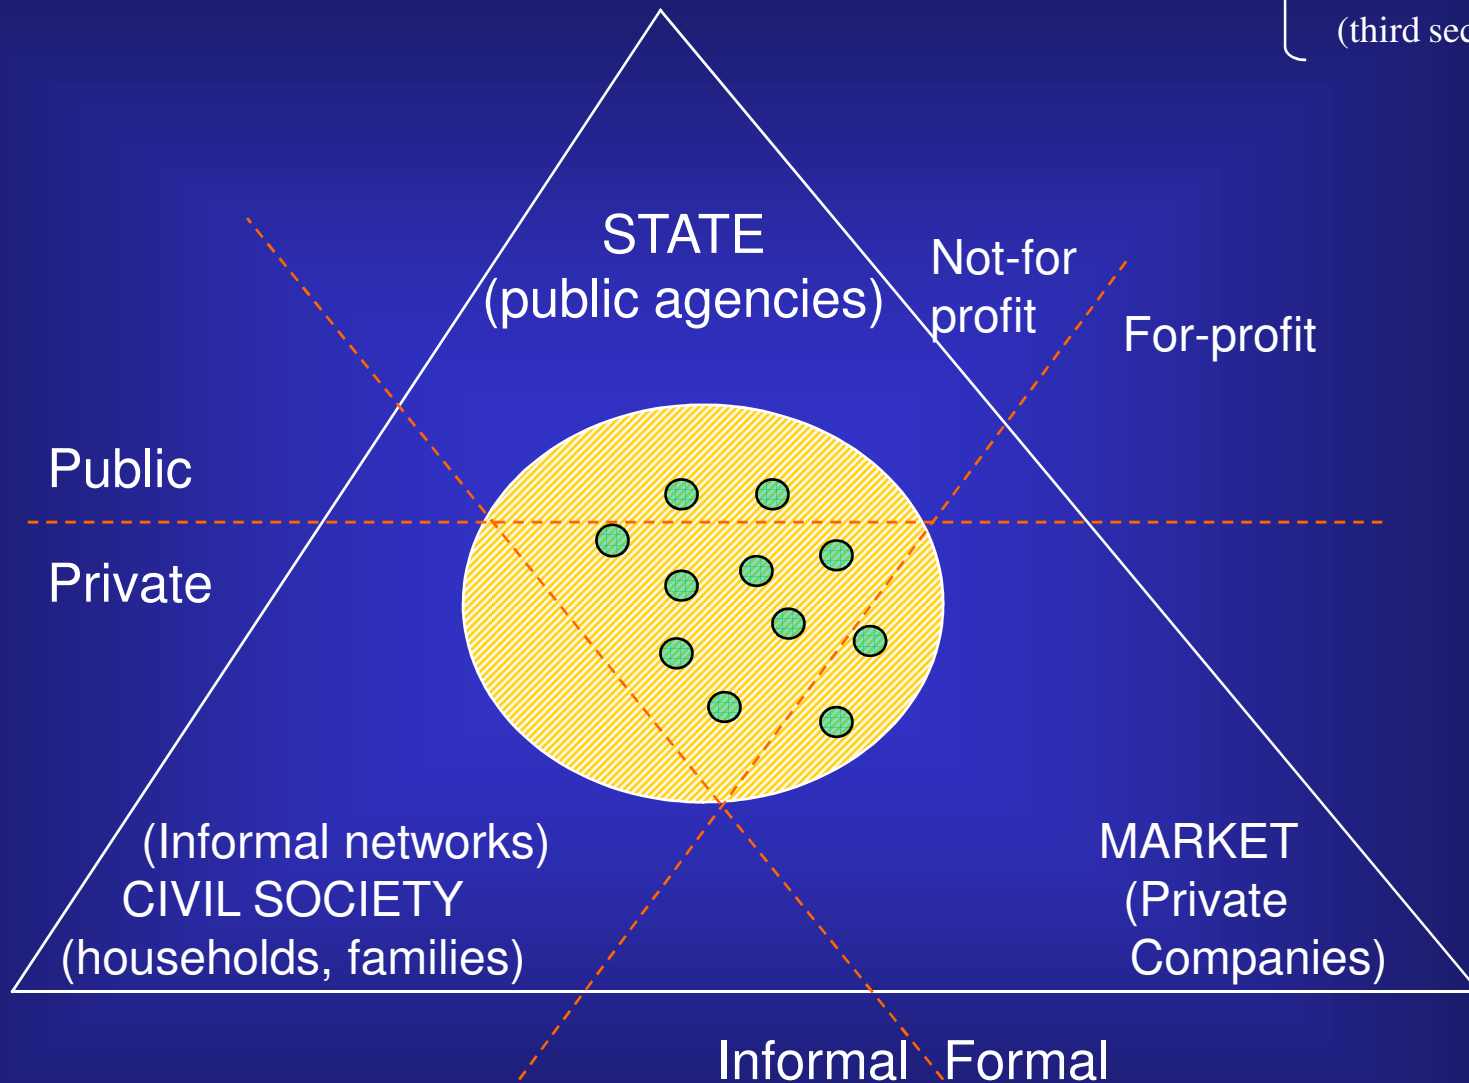 (third sec
STATE
(public agencies)
Not-for
profit
For-profit
Public
Private
(Informal networks)
CIVIL SOCIETY
(households, families)
MARKET
(Private
Companies)
Informal Formal